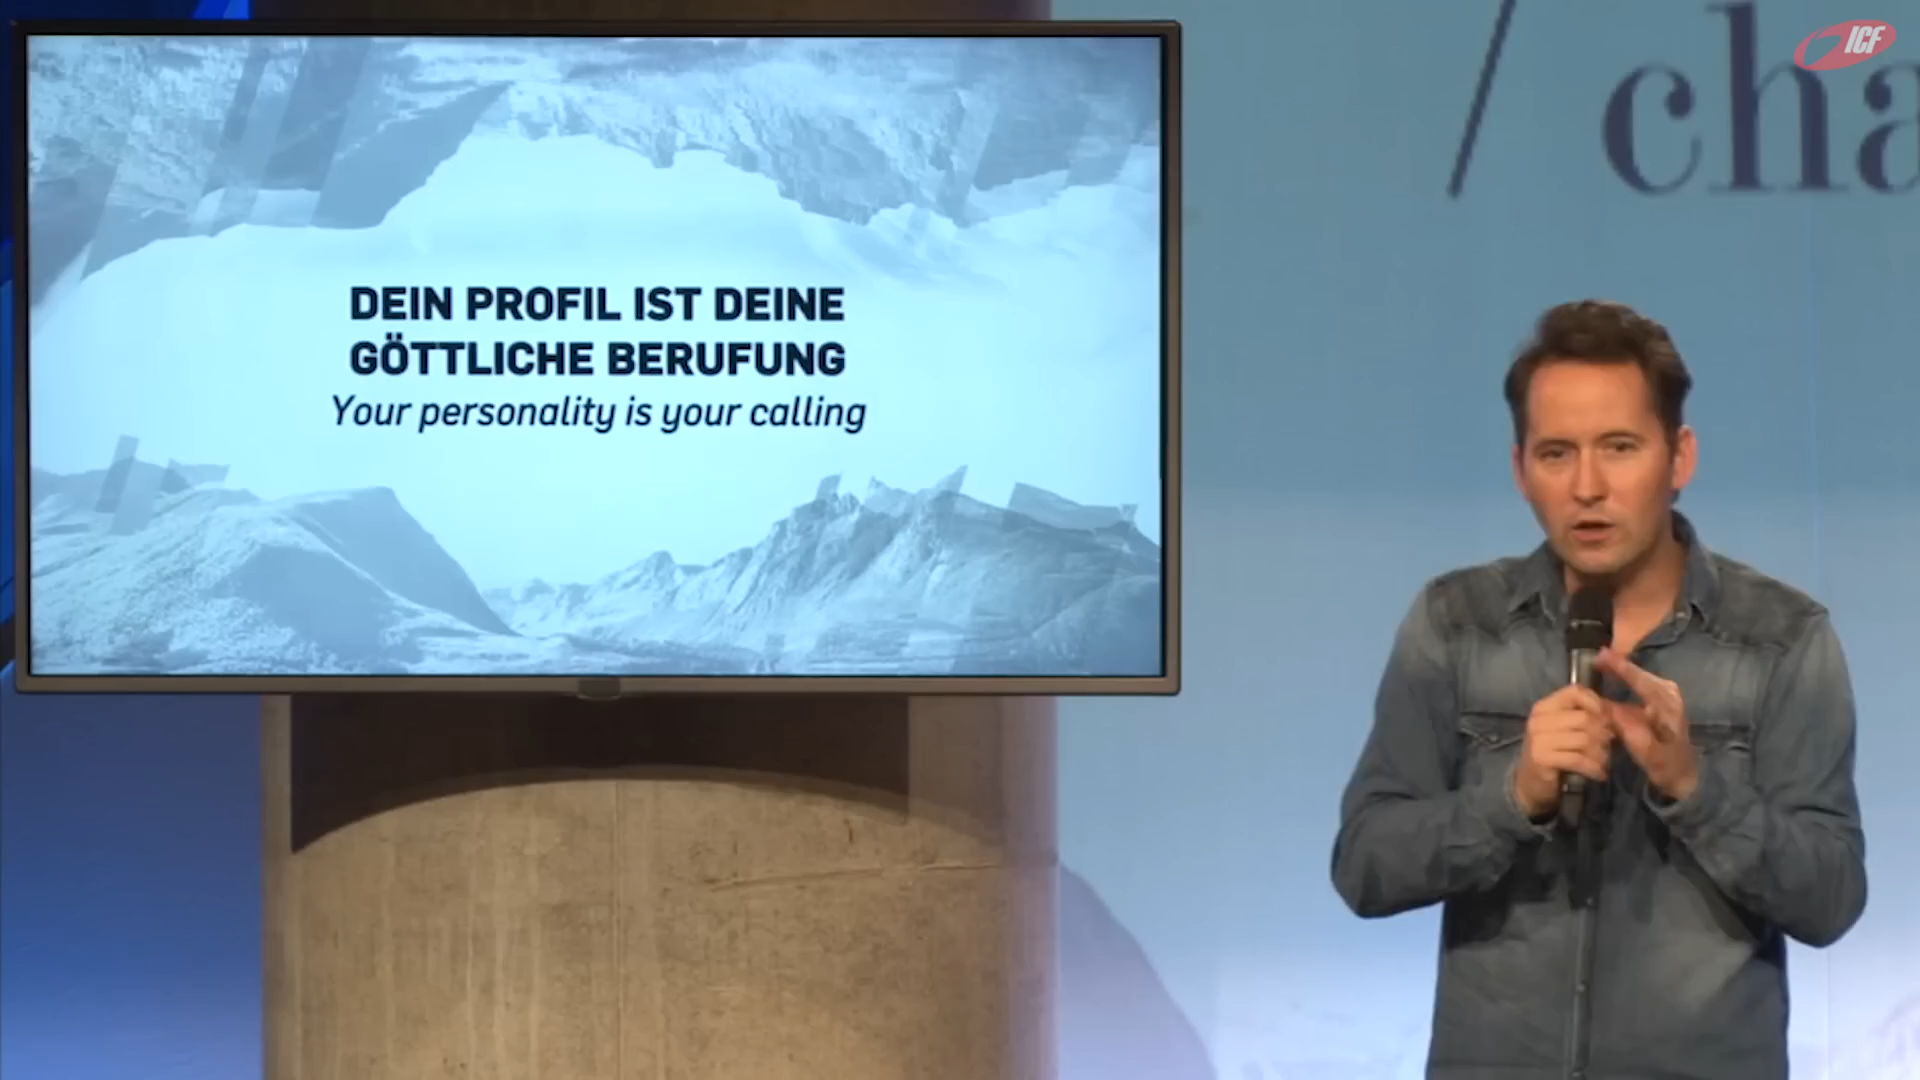 DEIN PROFIL IST DEINE
GÖTTLICHE BERUFUNG
Your personality is your calling
/ cha
ICF